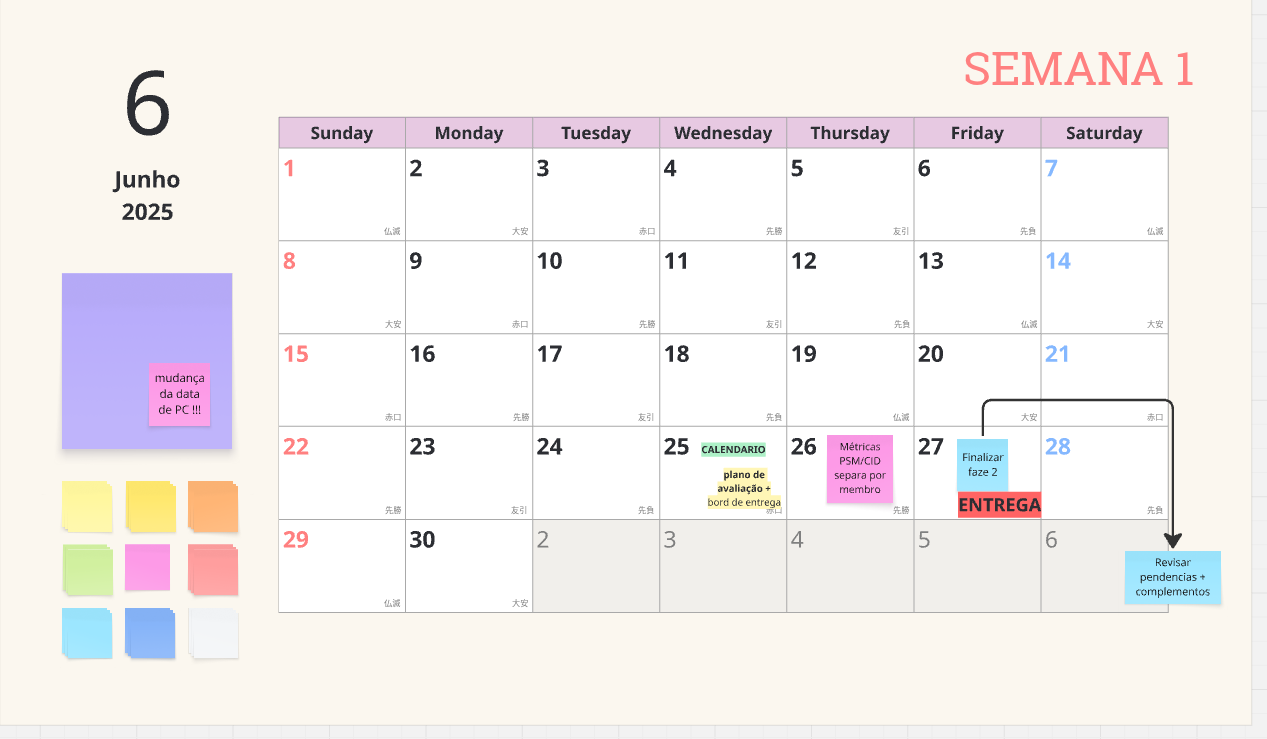 6
Junho
2025
SEMANA 1
Sunday Monday Tuesday Wednesday Thursday Friday Saturday
1 2 3 4 5 6 7
仏滅 大安 赤口 先勝 友引 先負 仏滅
8 9 10 11 12 13 14
大安 赤口 先勝 友引 先負 仏滅 大安
15 16 17 18 19 20 21
赤口 先勝 友引 先負 仏滅 大安 赤口
22 23 24 25 26 27 28
CALENDARIO
plano de
avaliação +
bord de entrega
Métricas
PSM/CID
separa por
membro
Finalizar
faze 2
ENTREGA
先勝 友引 先負 赤口 先勝 先負
29 30 2 3 4 5 6
仏滅 大安
Revisar
pendencias +
complementos
mudança
da data
de PC !!!